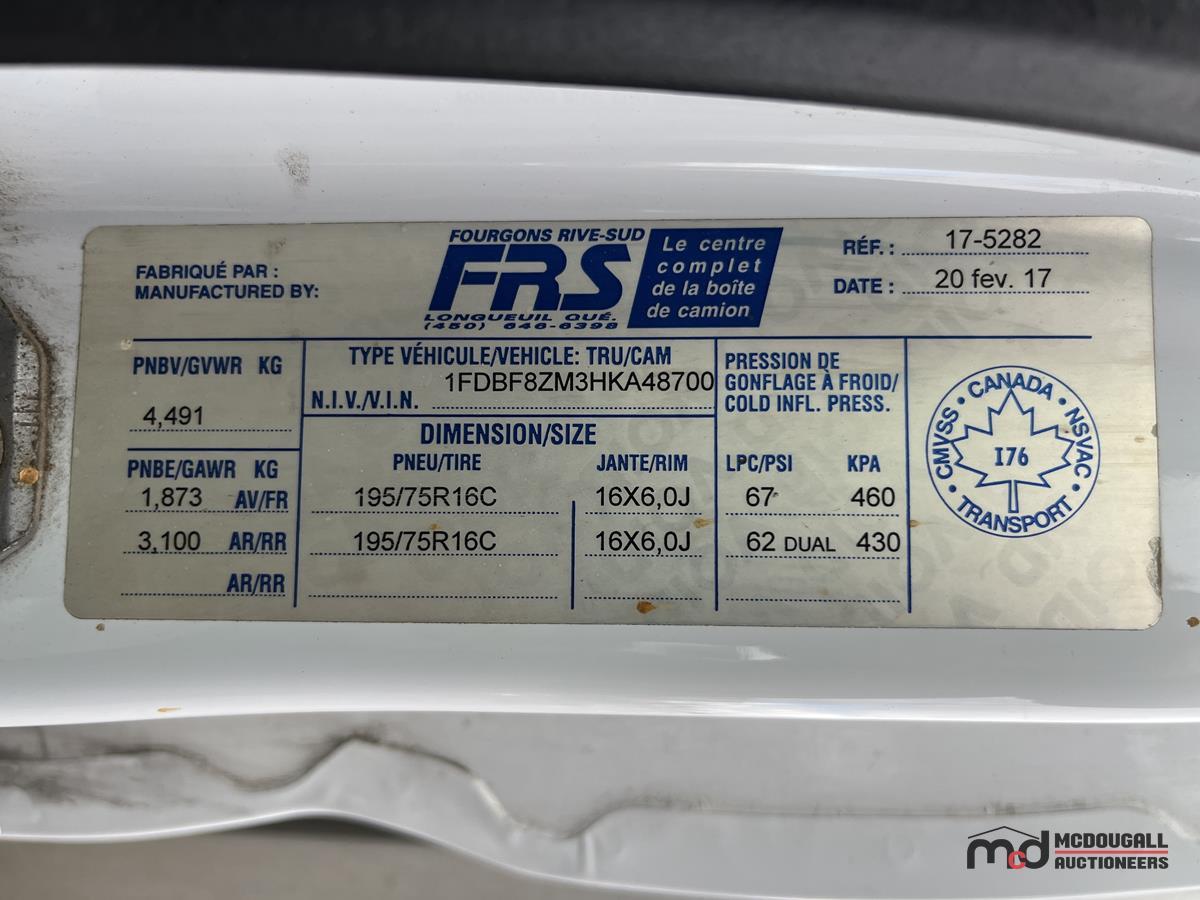 FABRIQUÉ PAR :
MANUFACTURED BY:
FOURGONS RIVE-SUD
FRS
LONGUEUIL QUÉ.
(450) 646-6398
Le centre
complet
de la boîte
de camion
RÉF. : 17-5282
DATE : 20 fev. 17
PNBV/GVWR KG
4,491
TYPE VÉHICULE/VEHICLE: TRU/CAM
N.I.V./V.I.N. 1FDBF8ZM3HKA48700
PRESSION DE
GONFLAGE À FROID/
COLD INFL. PRESS.
DIMENSION/SIZE
PNBE/GAWR KG PNEU/TIRE JANTE/RIM LPC/PSI KPA
1,873 AV/FR 195/75R16C 16X6,0J 67 460
3,100 AR/RR 195/75R16C 16X6,0J 62 DUAL 430
AR/RR
CANADA
CMVSS · NSVAC
176
TRANSPORT
mcd MCDOUGALL
AUCTIONEERS